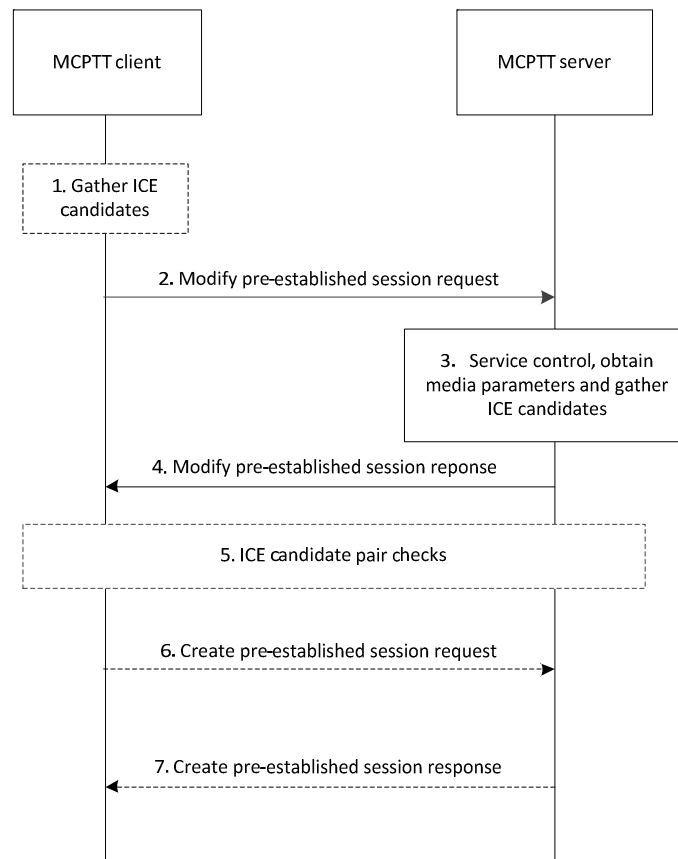 MCPTT client
MCPTT server
1. Gather ICE
candidates
2. Modify pre-established session request
3. Service control, obtain
media parameters and gather
ICE candidates
4. Modify pre-established session reponse
5. ICE candidate pair checks
6. Create pre-established session request
7. Create pre-established session response